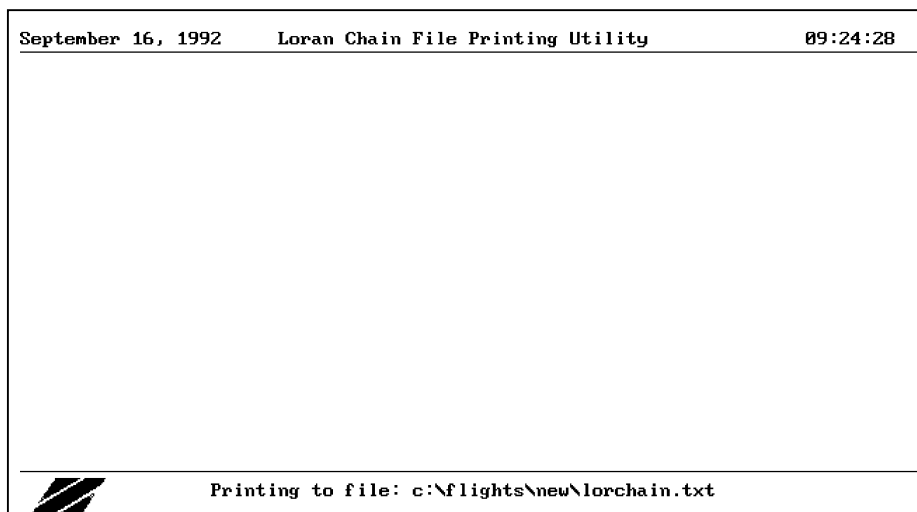 September 16, 1992 Loran Chain File Printing Utility 09:24:28
Printing to file: c:\flights\new\lorchain.txt